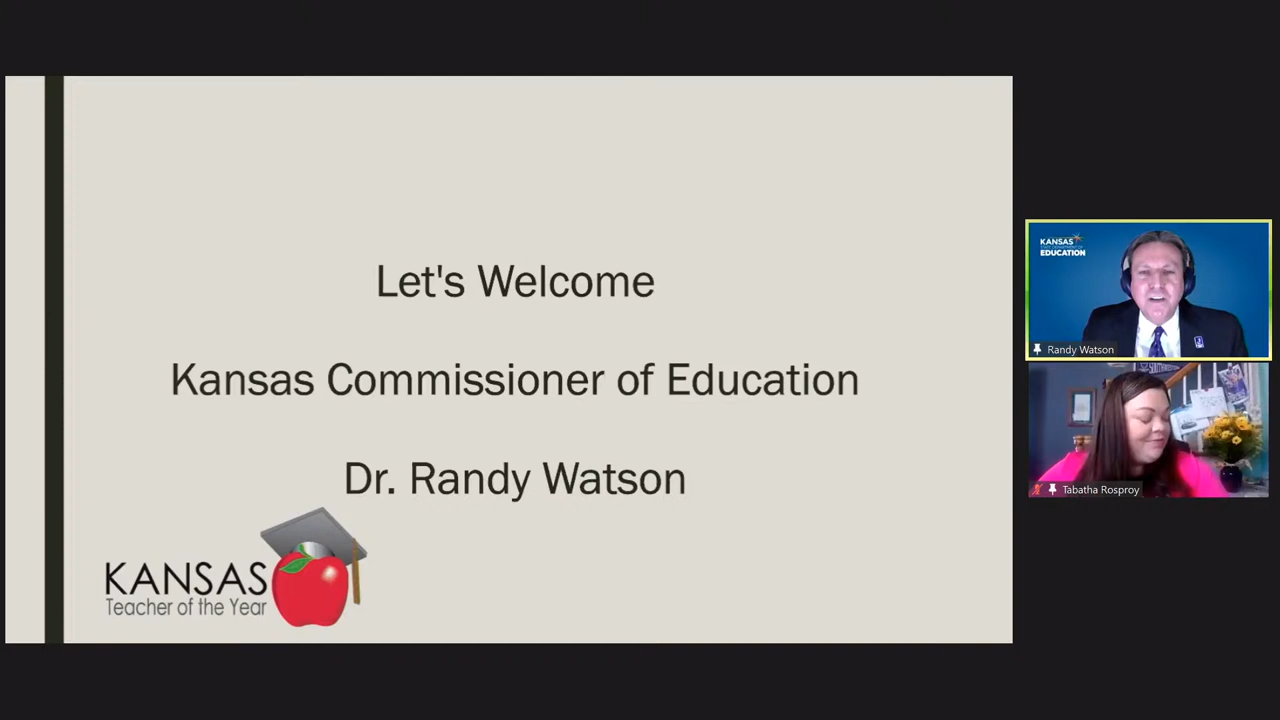 Let's Welcome
Kansas Commissioner of Education
Dr. Randy Watson
KANSAS
Teacher of the Year
KANSAS
EDUCATION
Randy Watson
Tabatha Rosproy